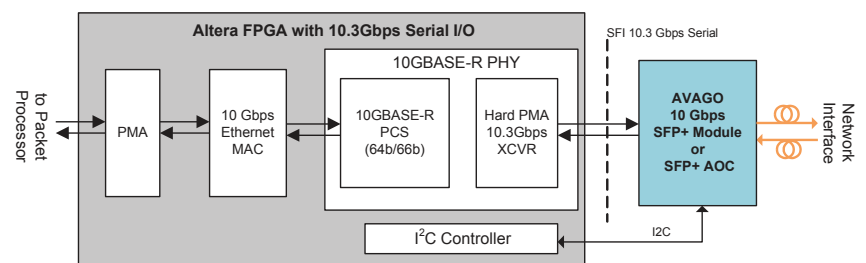 Altera FPGA with 10.3Gbps Serial I/O
SFI 10.3 Gbps Serial
10GBASE-R PHY
to Packet
Processor
PMA
10 Gbps
Ethernet
MAC
10GBASE-R
PCS
(64b/66b)
Hard PMA
10.3Gbps
XCVR
AVAGO
10 Gbps
SFP+ Module
or
SFP+ AOC
Network
Interface
I2C Controller
I2C